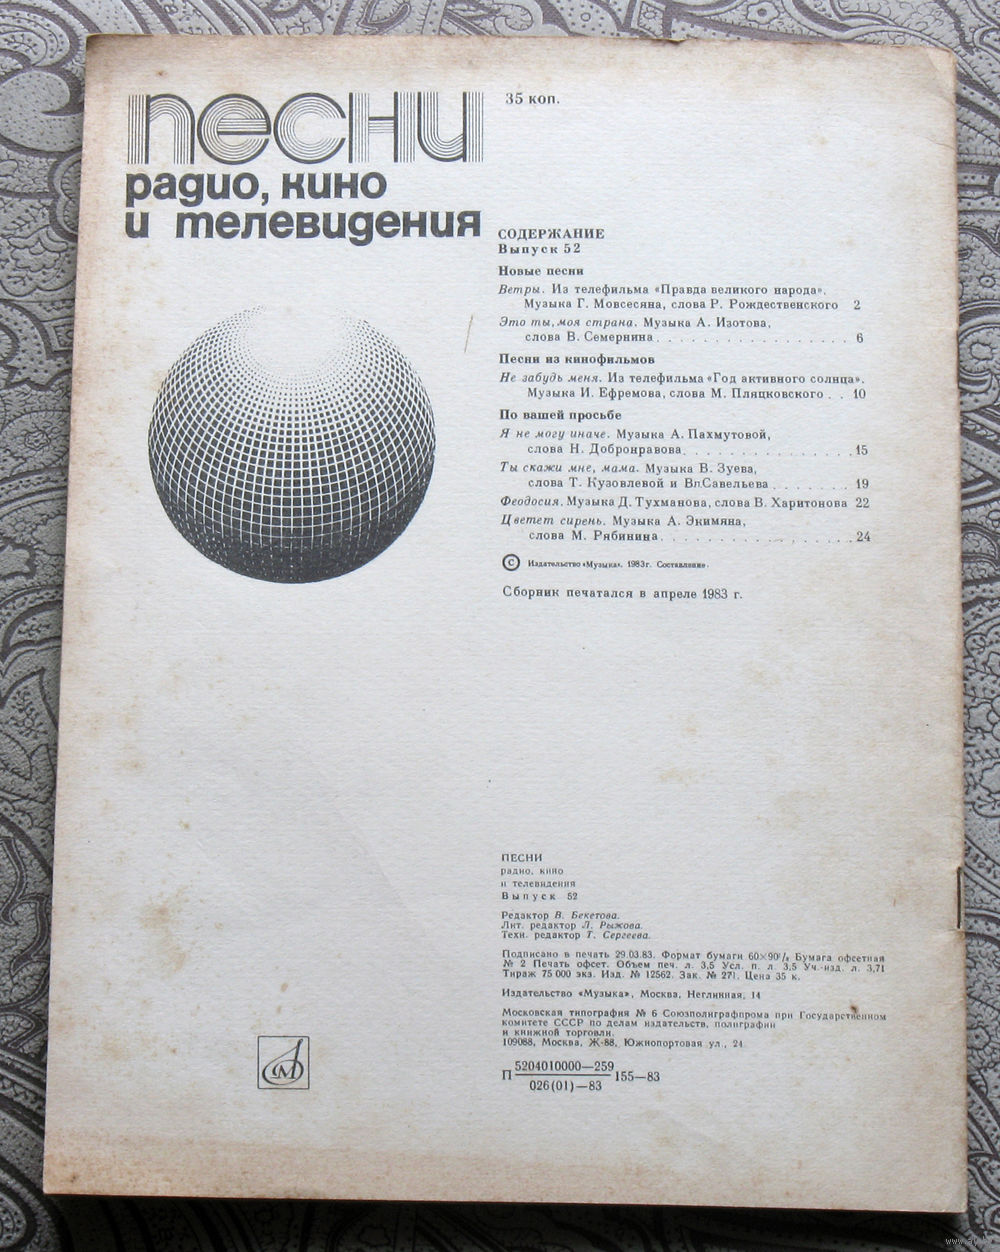 песни
радио, кино
и телевидения
35 коп.
СОДЕРЖАНИЕ
Выпуск 52
Новые песни
Ветры. Из телефильма «Правда великого народа».
Музыка Г. Мовсесяна, слова Р. Рождественского 2
Это ты, моя страна. Музыка А. Изотова,
слова В. Семернина. . . . . . . . . . . . . . . . . . 6
Песни из кинофильмов
Не забудь меня. Из телефильма «Год активного солнца».
Музыка И. Ефремова, слова М. Пляцковского . . 10
По вашей просьбе
Я не могу иначе. Музыка А. Пахмутовой,
слова Н. Добронравова. . . . . . . . . . . . . . . 15
Ты скажи мне, мама. Музыка В. Зуева,
слова Т. Кузовлевой и Вл.Савельева . . . . . . . . 19
Феодосия. Музыка Д. Тухманова, слова В. Харитонова 22
Цветет сирень. Музыка А. Экимяна,
слова М. Рябинина. . . . . . . . . . . . . . . . . 24
© Издательство «Музыка». 1983г. Составление.
Сборник печатался в апреле 1983 г.
ПЕСНИ
радио, кино
и телевидения
Выпуск 52
Редактор В. Бекетова.
Лит. редактор Л. Рыжова.
Техн. редактор Т. Сергеева.
Подписано в печать 29.03.83. Формат бумаги 60×90¹/₈ Бумага офсетная
№ 2 Печать офсет. Объем печ. л. 3,5 Усл. п. л 3,5 Уч.-изд. л. 3,71
Тираж 75 000 экз. Изд. № 12562. Зак. № 271. Цена 35 к.
Издательство «Музыка», Москва, Неглинная, 14
Московская типография № 6 Союзполиграфпрома при Государственном
комитете СССР по делам издательств, полиграфии
и книжной торговли.
109088, Москва, Ж-88, Южнопортовая ул., 24.
П 5204010000—259 155—83
026(01)—83